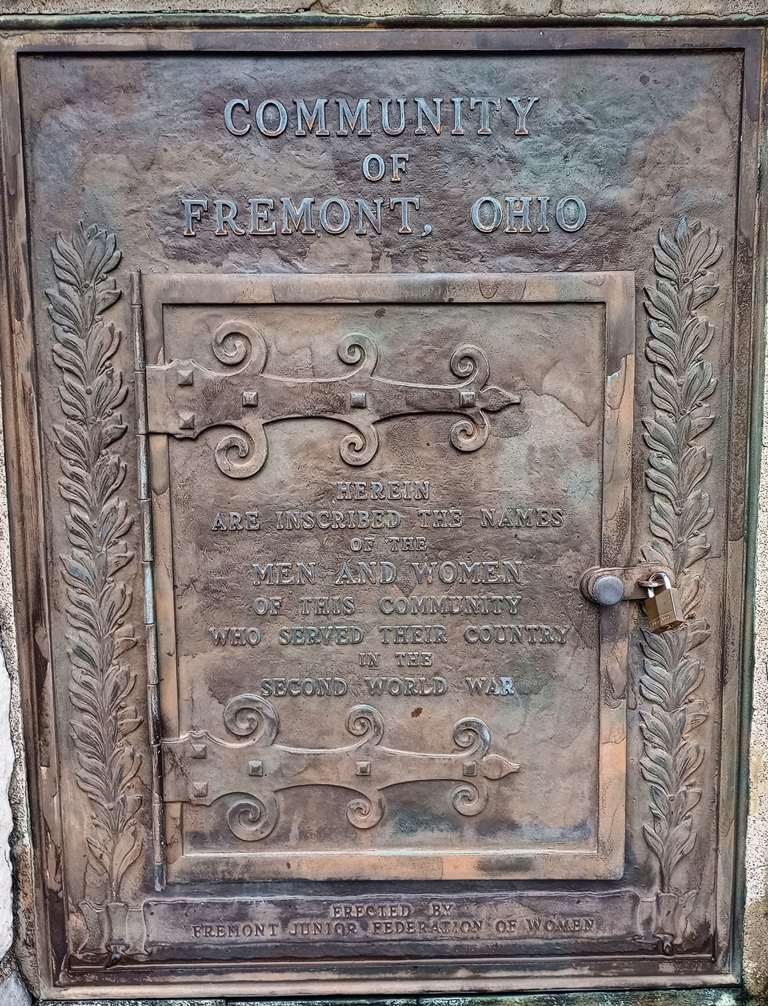 COMMUNITY
OF
FREMONT, OHIO
HEREIN
ARE INSCRIBED THE NAMES
OF THE
MEN AND WOMEN
OF THIS COMMUNITY
WHO SERVED THEIR COUNTRY
IN THE
SECOND WORLD WAR
ERECTED BY
FREMONT JUNIOR FEDERATION OF WOMEN